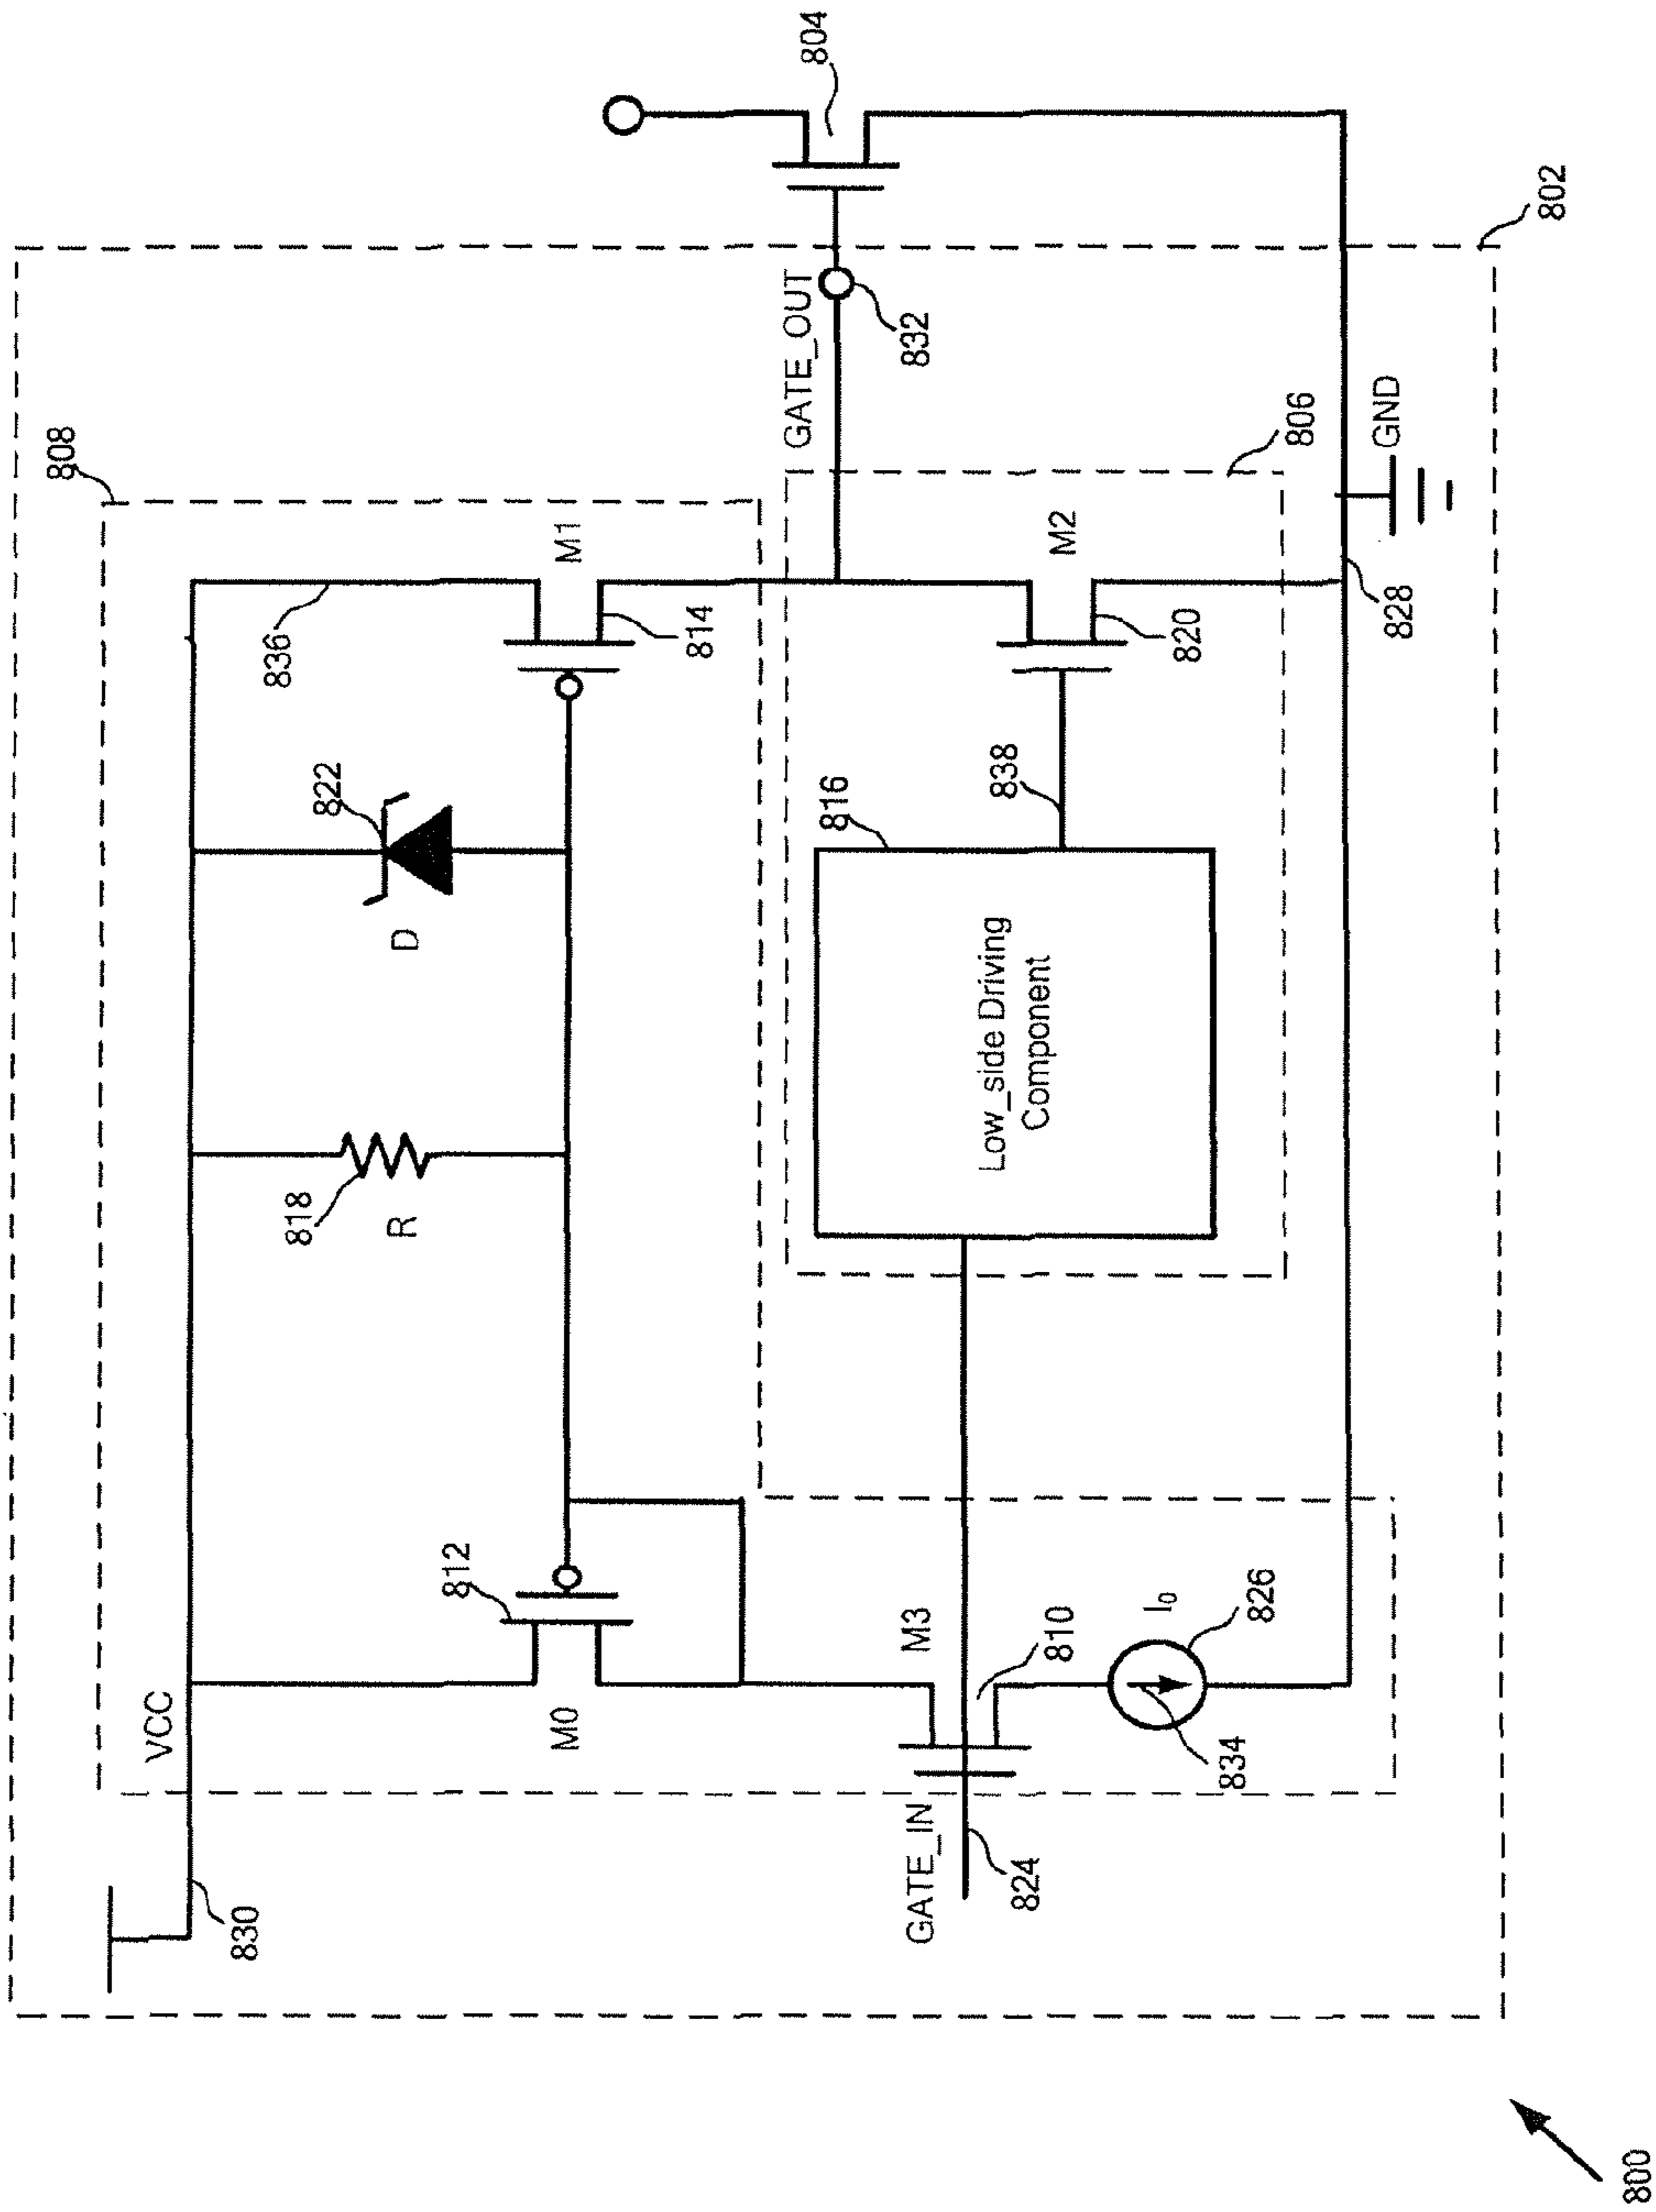 808
804
VCC
830
836
822
D
818
R
M1
814
812
M0
GATE_OUT
832
802
806
M2
838
816
820
Low_side Driving
Component
M3
810
GATE_IN
824
I₀
826
834
GND
828
800